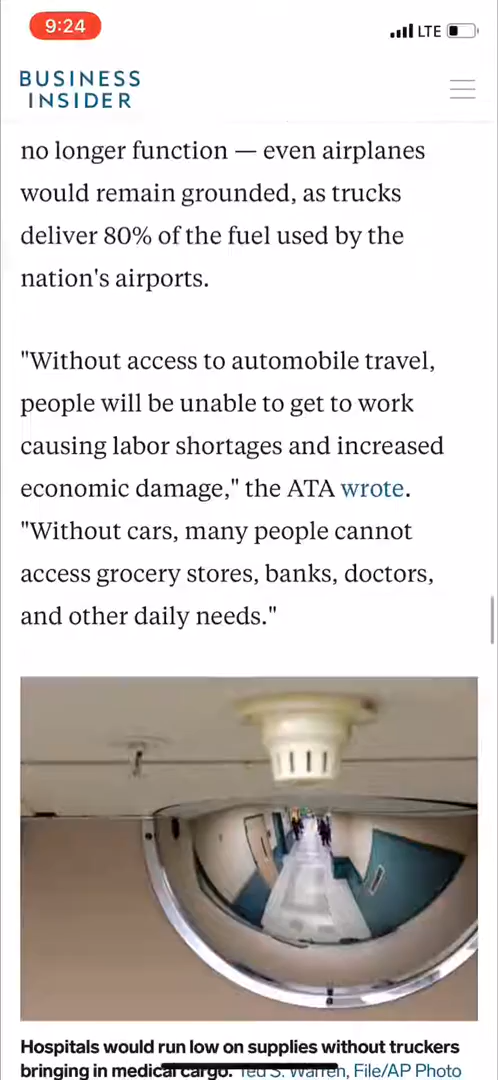 9:24
LTE
BUSINESS
INSIDER
no longer function — even airplanes
would remain grounded, as trucks
deliver 80% of the fuel used by the
nation's airports.
"Without access to automobile travel,
people will be unable to get to work
causing labor shortages and increased
economic damage," the ATA wrote.
"Without cars, many people cannot
access grocery stores, banks, doctors,
and other daily needs."
Hospitals would run low on supplies without truckers
bringing in medical cargo. Ted S. Warren, File/AP Photo